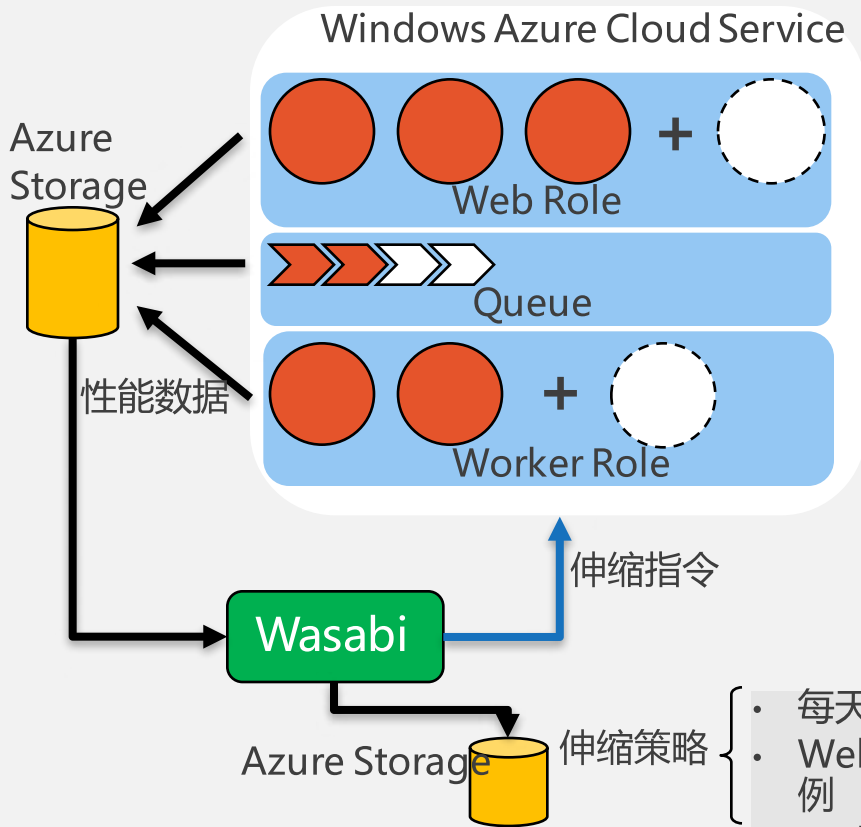 Windows Azure Cloud Service
Azure
Storage
Web Role
Queue
性能数据
Worker Role
伸缩指令
Wasabi
Azure Storage
伸缩策略
• 每天
• Web
例